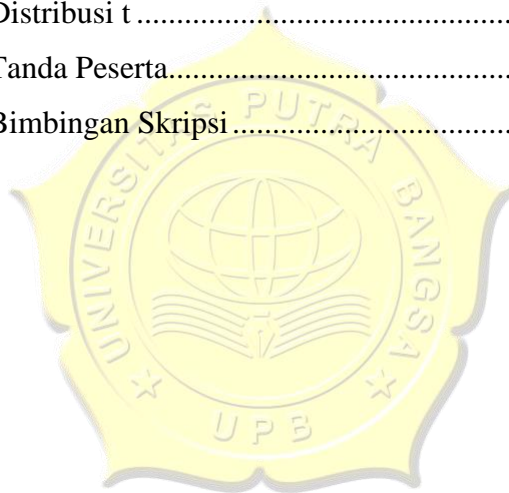 Distribusi t ..........................................
Tanda Peserta......................................
Bimbingan Skripsi ...............................
UNIVERSITAS PUTRA BANGSA
UPB